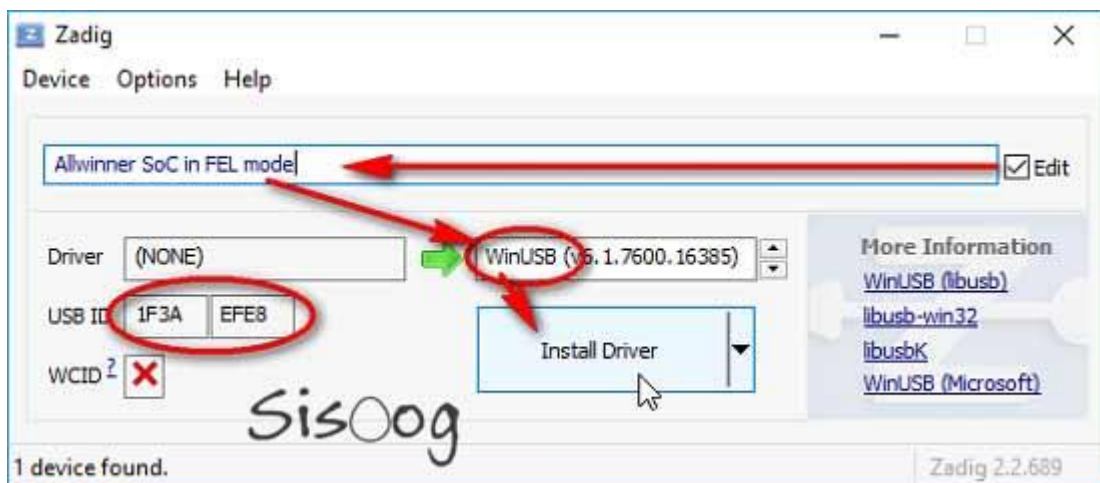 Zadig
Device Options Help
Allwinner SoC in FEL mode
Edit
Driver (NONE) WinUSB (v6.1.7600.16385)
USB ID 1F3A EFE8
WCID ?
Install Driver
More Information
WinUSB (libusb)
libusb-win32
libusbK
WinUSB (Microsoft)
SisOog
1 device found.
Zadig 2.2.689